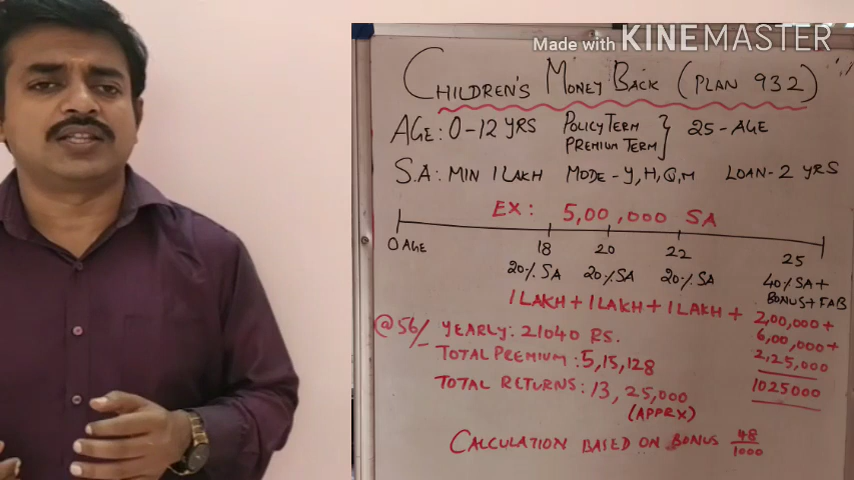 Made with KINEMASTER
CHILDREN'S MONEY BACK (PLAN 932)
AGE: 0-12 YRS POLICY TERM } 25-AGE
PREMIUM TERM
S.A: MIN 1 LAKH MODE - Y, H, Q, M LOAN- 2 YRS
EX: 5,00,000 SA
0 AGE 18 20 22 25
20% SA 20% SA 20% SA 40% SA +
BONUS + FAB
1 LAKH + 1 LAKH + 1 LAKH + 2,00,000 +
6,00,000 +
2,25,000
1025000
@56/- YEARLY: 21040 RS.
TOTAL PREMIUM: 5,15,128
TOTAL RETURNS: 13,25,000
(APPRX)
CALCULATION BASED ON BONUS 48/1000